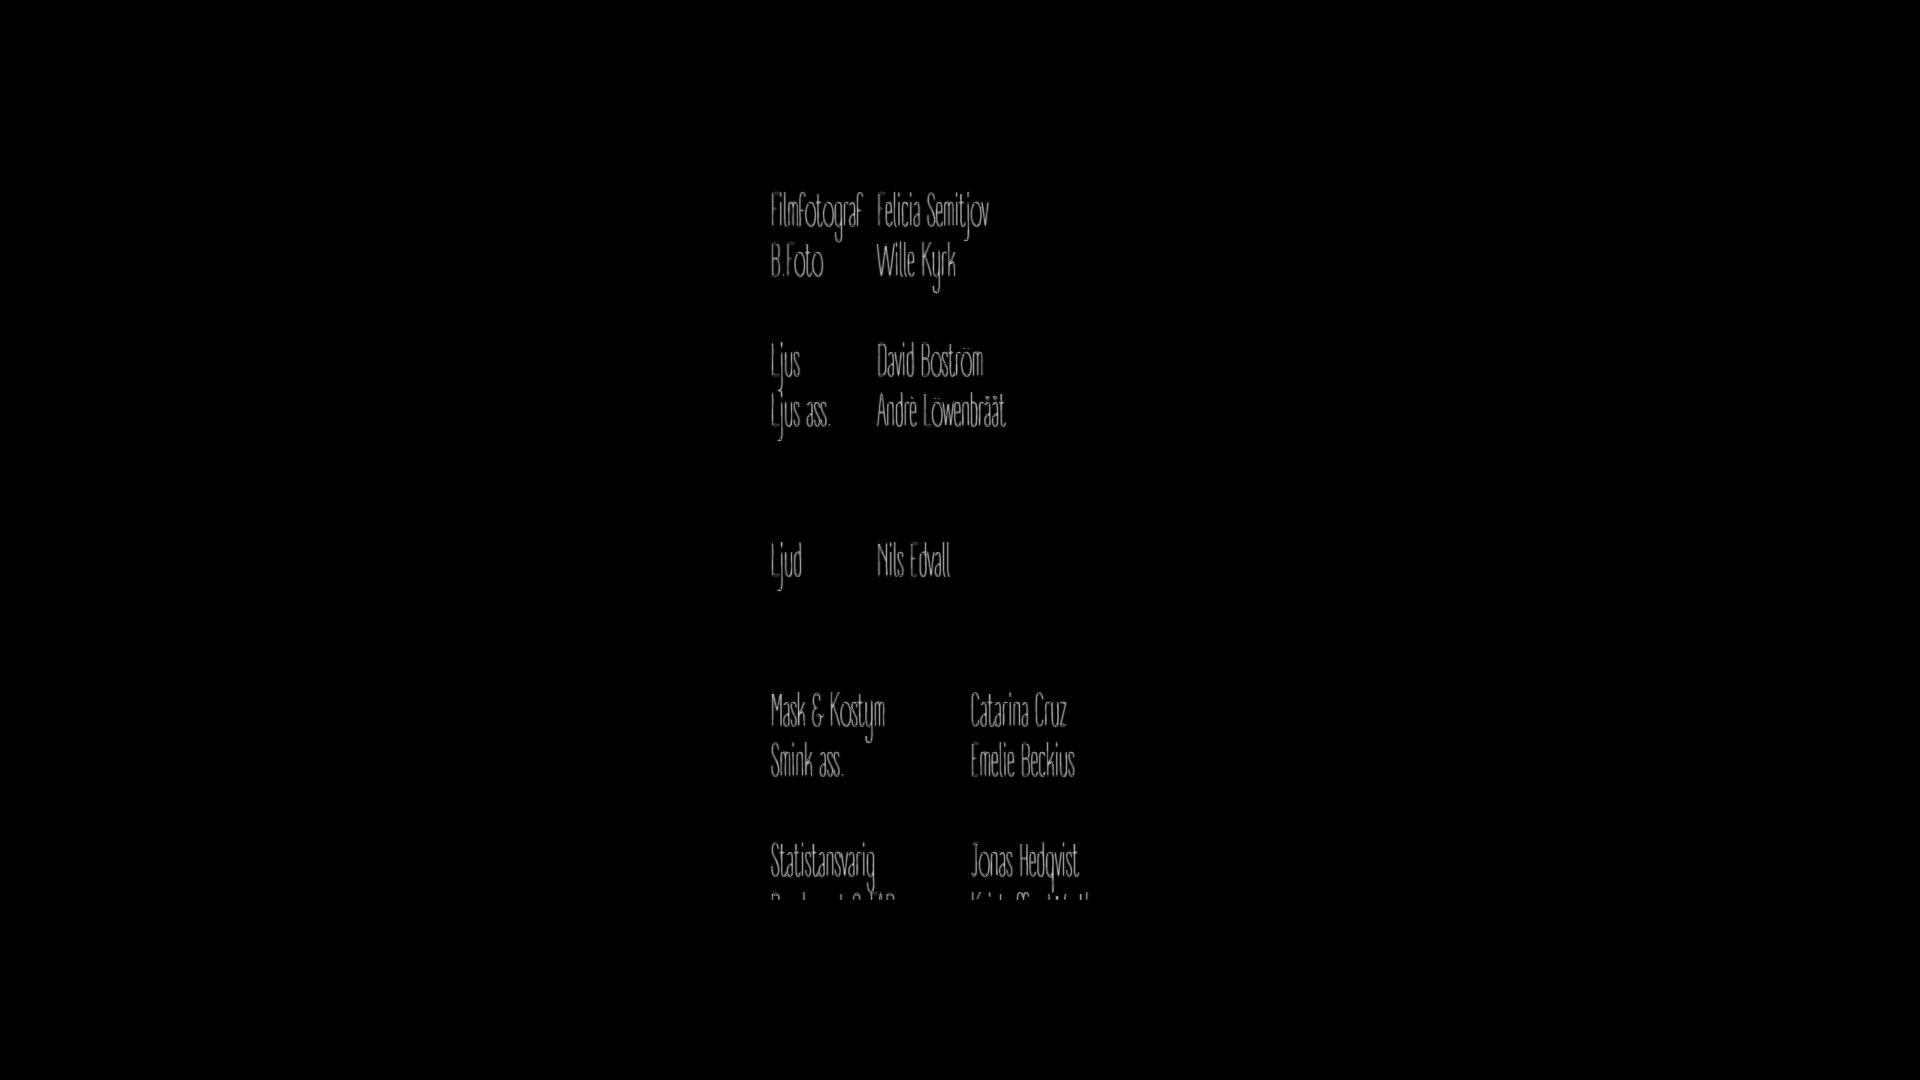 Filmfotograf Felicia Semitjov
B.Foto Wille Kyrk
Ljus David Boström
Ljus ass. Andrè Löwenbråät
Ljud Nils Edvall
Mask & Kostym Catarina Cruz
Smink ass. Emelie Beckius
Statistansvarig Jonas Hedqvist